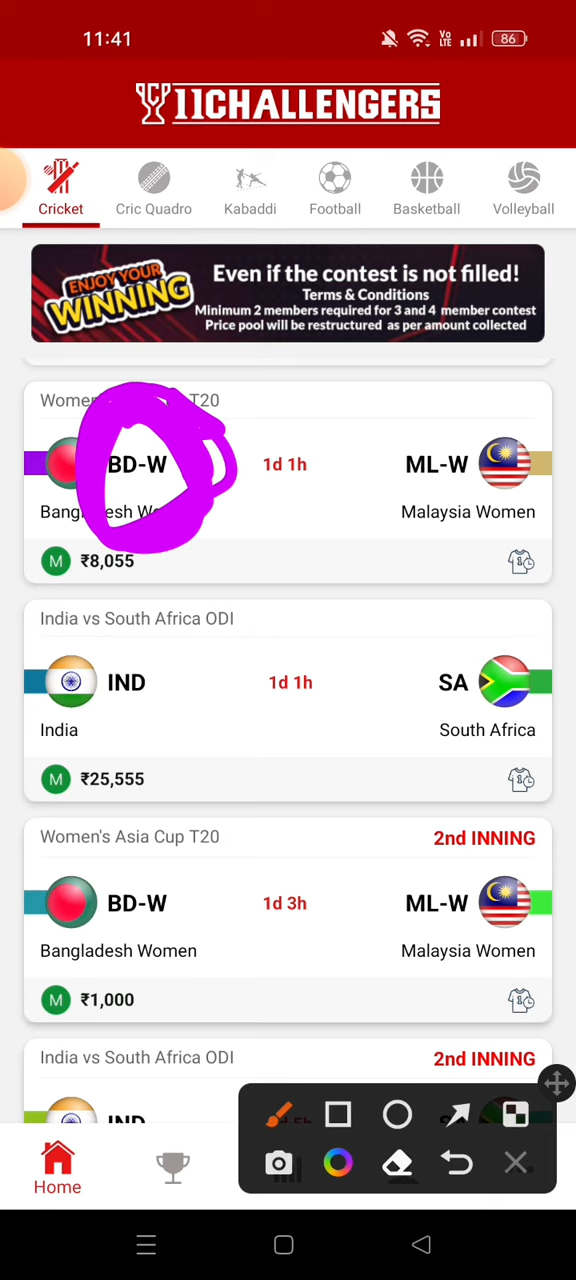 11:41
Vo LTE
86
11CHALLENGERS
Cricket
Cric Quadro
Kabaddi
Football
Basketball
Volleyball
ENJOY YOUR
WINNING
Even if the contest is not filled!
Terms & Conditions
Minimum 2 members required for 3 and 4 member contest
Price pool will be restructured as per amount collected
T20
BD-W
1d 1h
ML-W
Malaysia Women
M ₹8,055
India vs South Africa ODI
IND
1d 1h
SA
India
South Africa
M ₹25,555
Women's Asia Cup T20
2nd INNING
BD-W
1d 3h
ML-W
Bangladesh Women
Malaysia Women
M ₹1,000
India vs South Africa ODI
2nd INNING
IND
Home